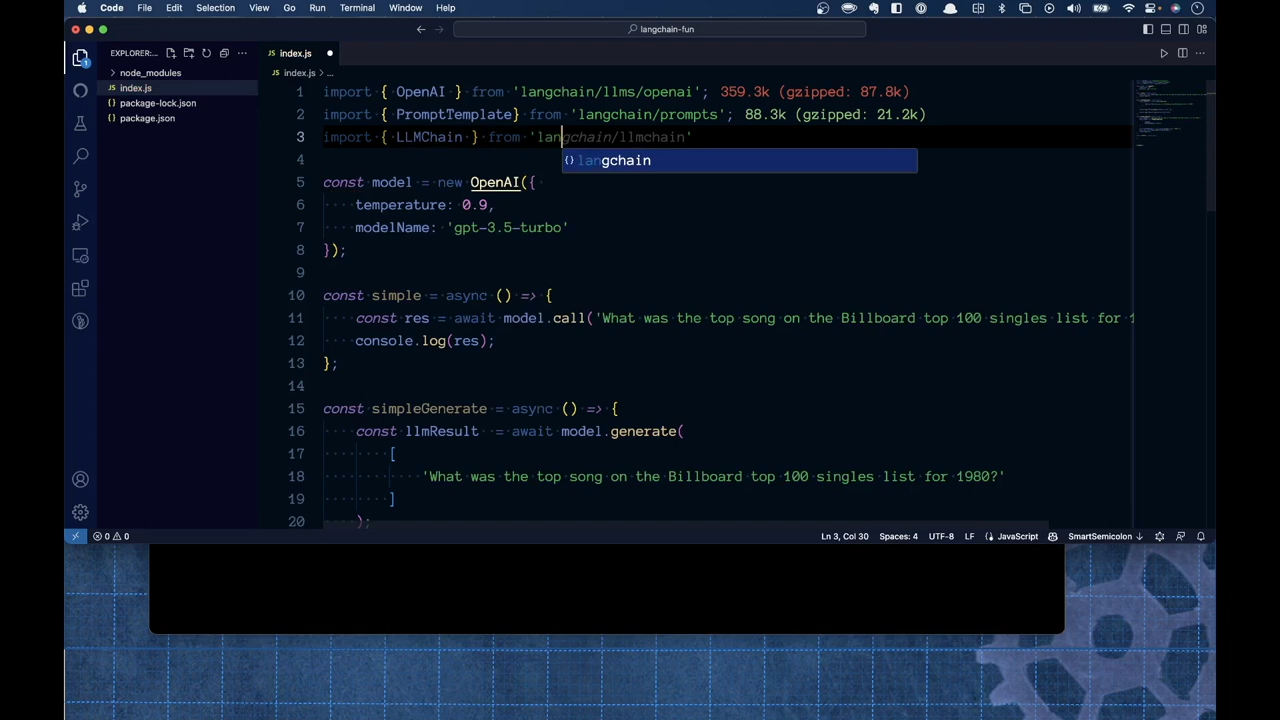 Code File Edit Selection View Go Run Terminal Window Help
langchain-fun
EXPLORER:...
index.js
node_modules
index.js
package-lock.json
package.json
index.js > ...
1 import { OpenAI } from 'langchain/llms/openai'; 359.3k (gzipped: 87.8k)
2 import { PromptTemplate} from 'langchain/prompts'; 88.3k (gzipped: 21.2k)
3 import { LLMChain } from 'langchain/llmchain'
4
langchain
5 const model = new OpenAI({
6 temperature: 0.9,
7 modelName: 'gpt-3.5-turbo'
8 });
9
10 const simple = async () => {
11 const res = await model.call('What was the top song on the Billboard top 100 singles list for 1
12 console.log(res);
13 };
14
15 const simpleGenerate = async () => {
16 const llmResult = await model.generate(
17 [
18 'What was the top song on the Billboard top 100 singles list for 1980?'
19 ]
20 );
0 0
Ln 3, Col 30 Spaces: 4 UTF-8 LF JavaScript SmartSemicolon